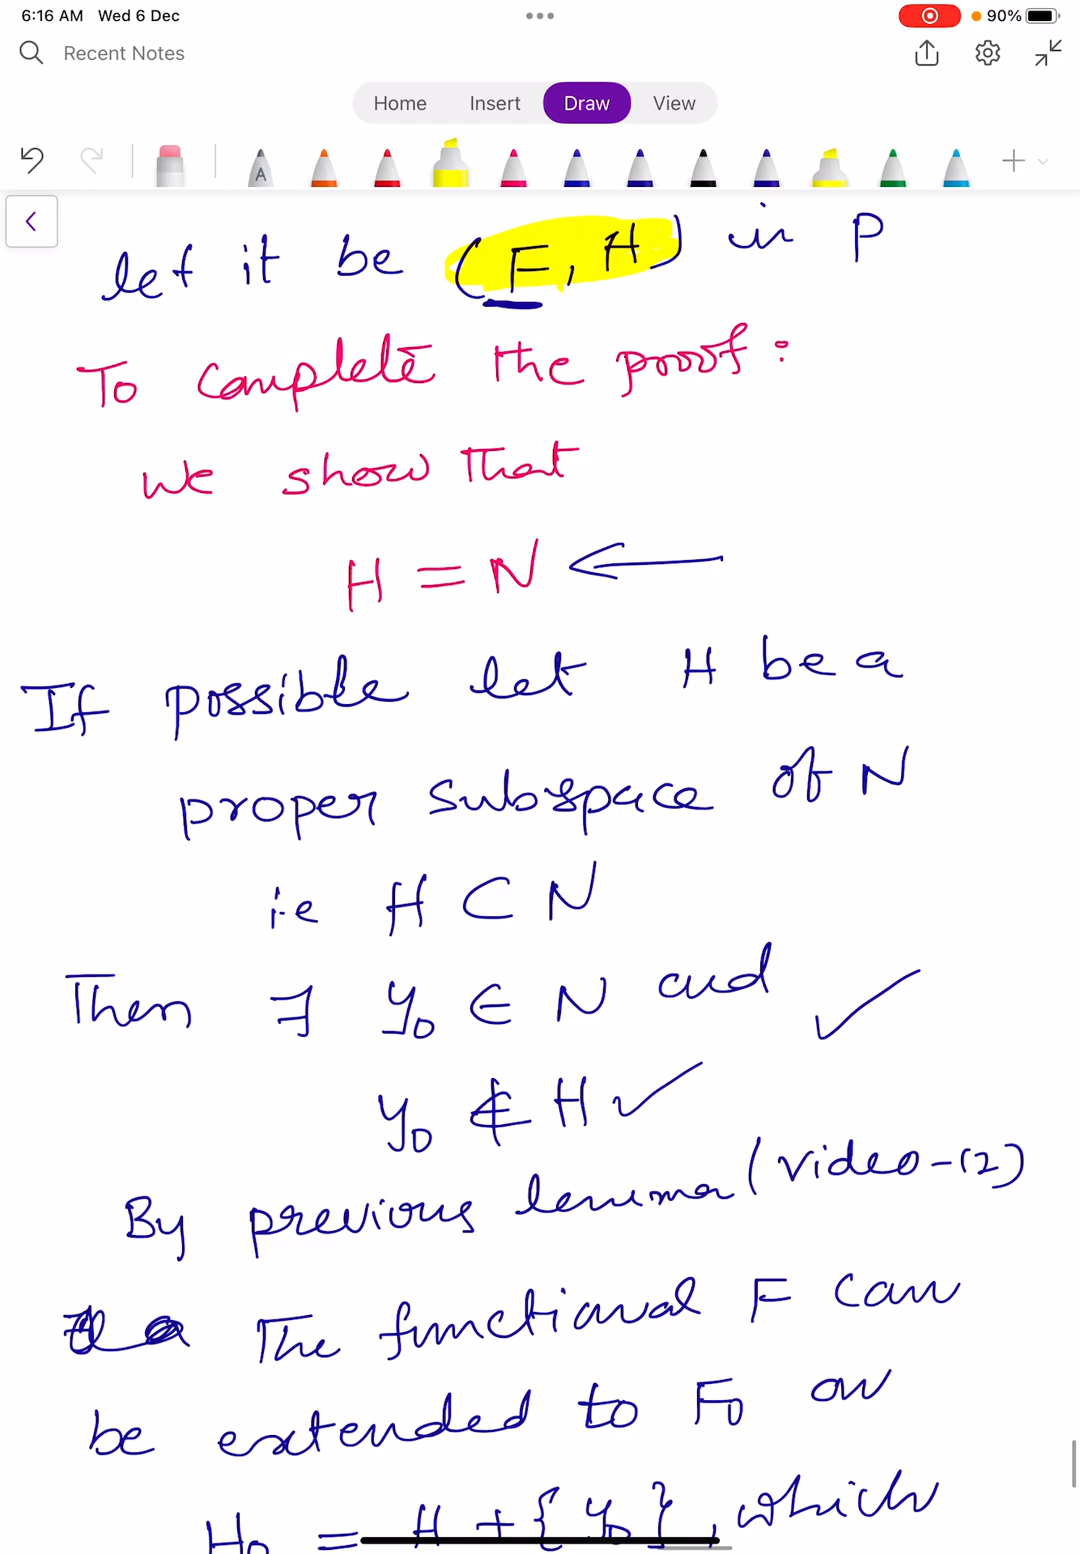 6:16 AM Wed 6 Dec
90%
Recent Notes
Home Insert Draw View
A
let it be (F, H) in P
To complete the proof :
We show that
H = N ←
If possible let H be a
proper subspace of N
i.e H ⊂ N
Then ∃ y₀ ∈ N and ✓
y₀ ∉ H ✓
By previous lemma (video-12)
The functional F can
be extended to F₀ on
H₀ = H + {y₀}, which